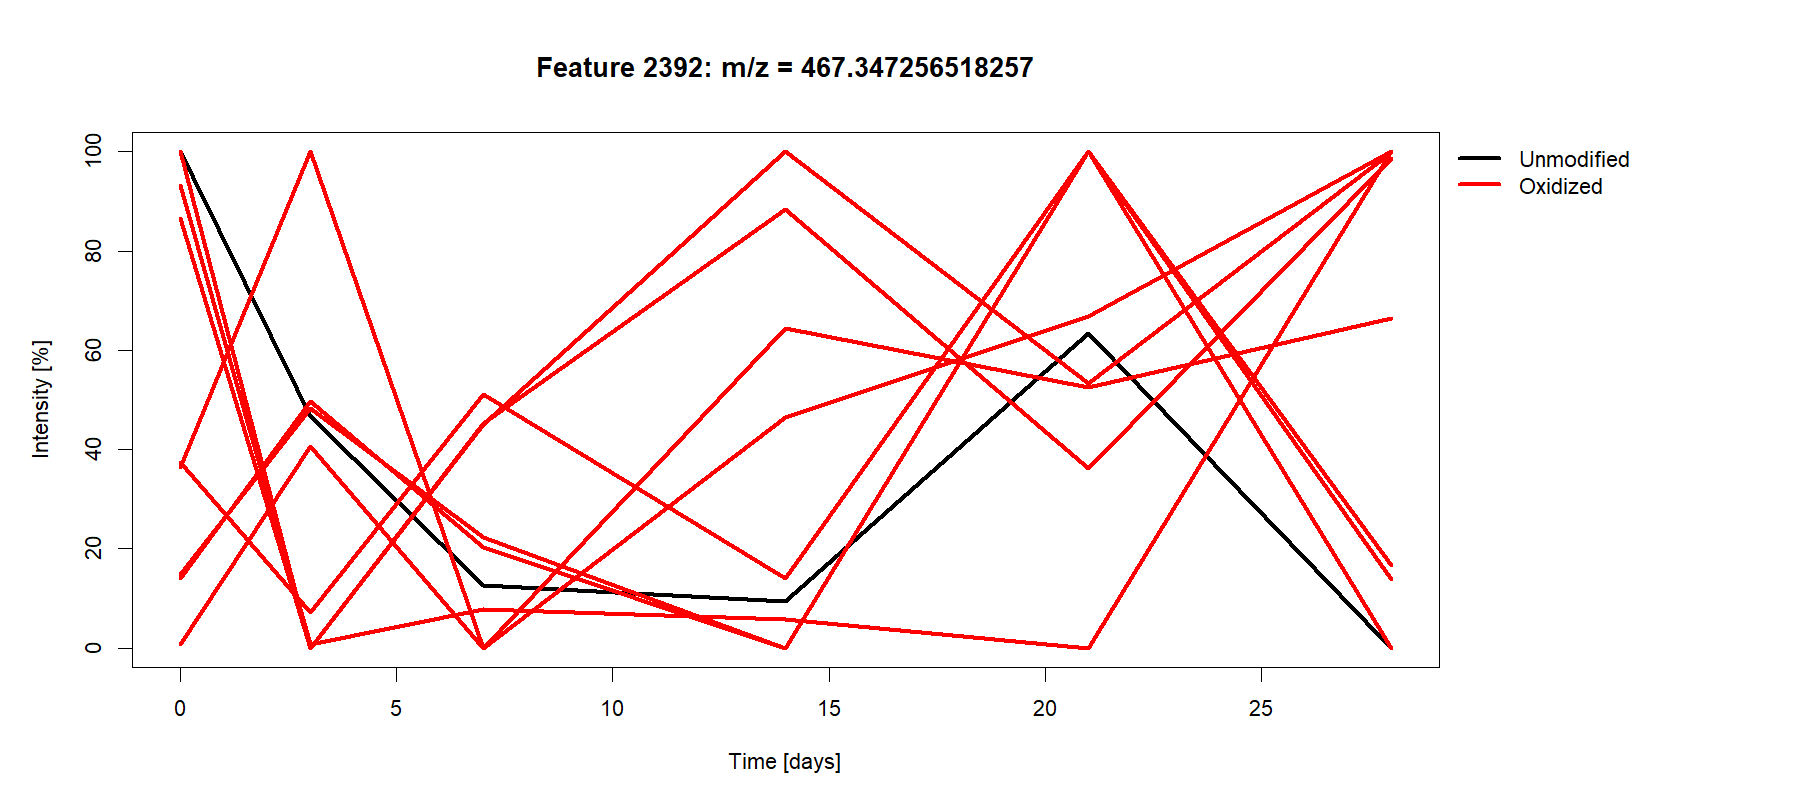 Feature 2392: m/z = 467.347256518257
Unmodified
Oxidized
Intensity [%]
100
80
60
40
20
0
0 5 10 15 20 25
Time [days]